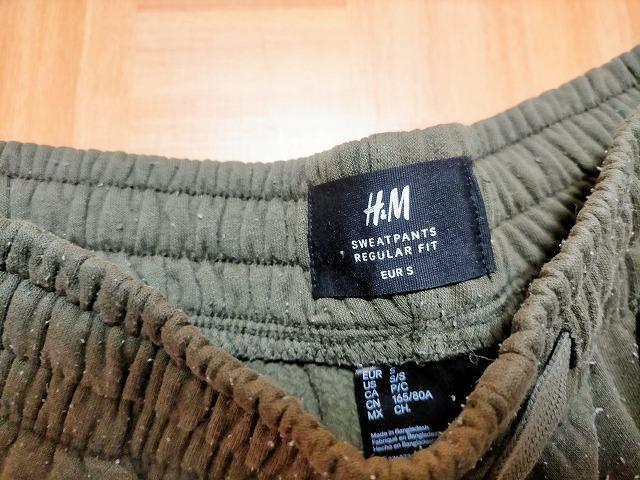 H&M
SWEATPANTS
REGULAR FIT
EUR S
EUR S
US S/S
CA P/C
CN 165/80A
MX CH.
Made in Bangladesh
Fabriqué en Bangladesh
Hecho en Bangladesh